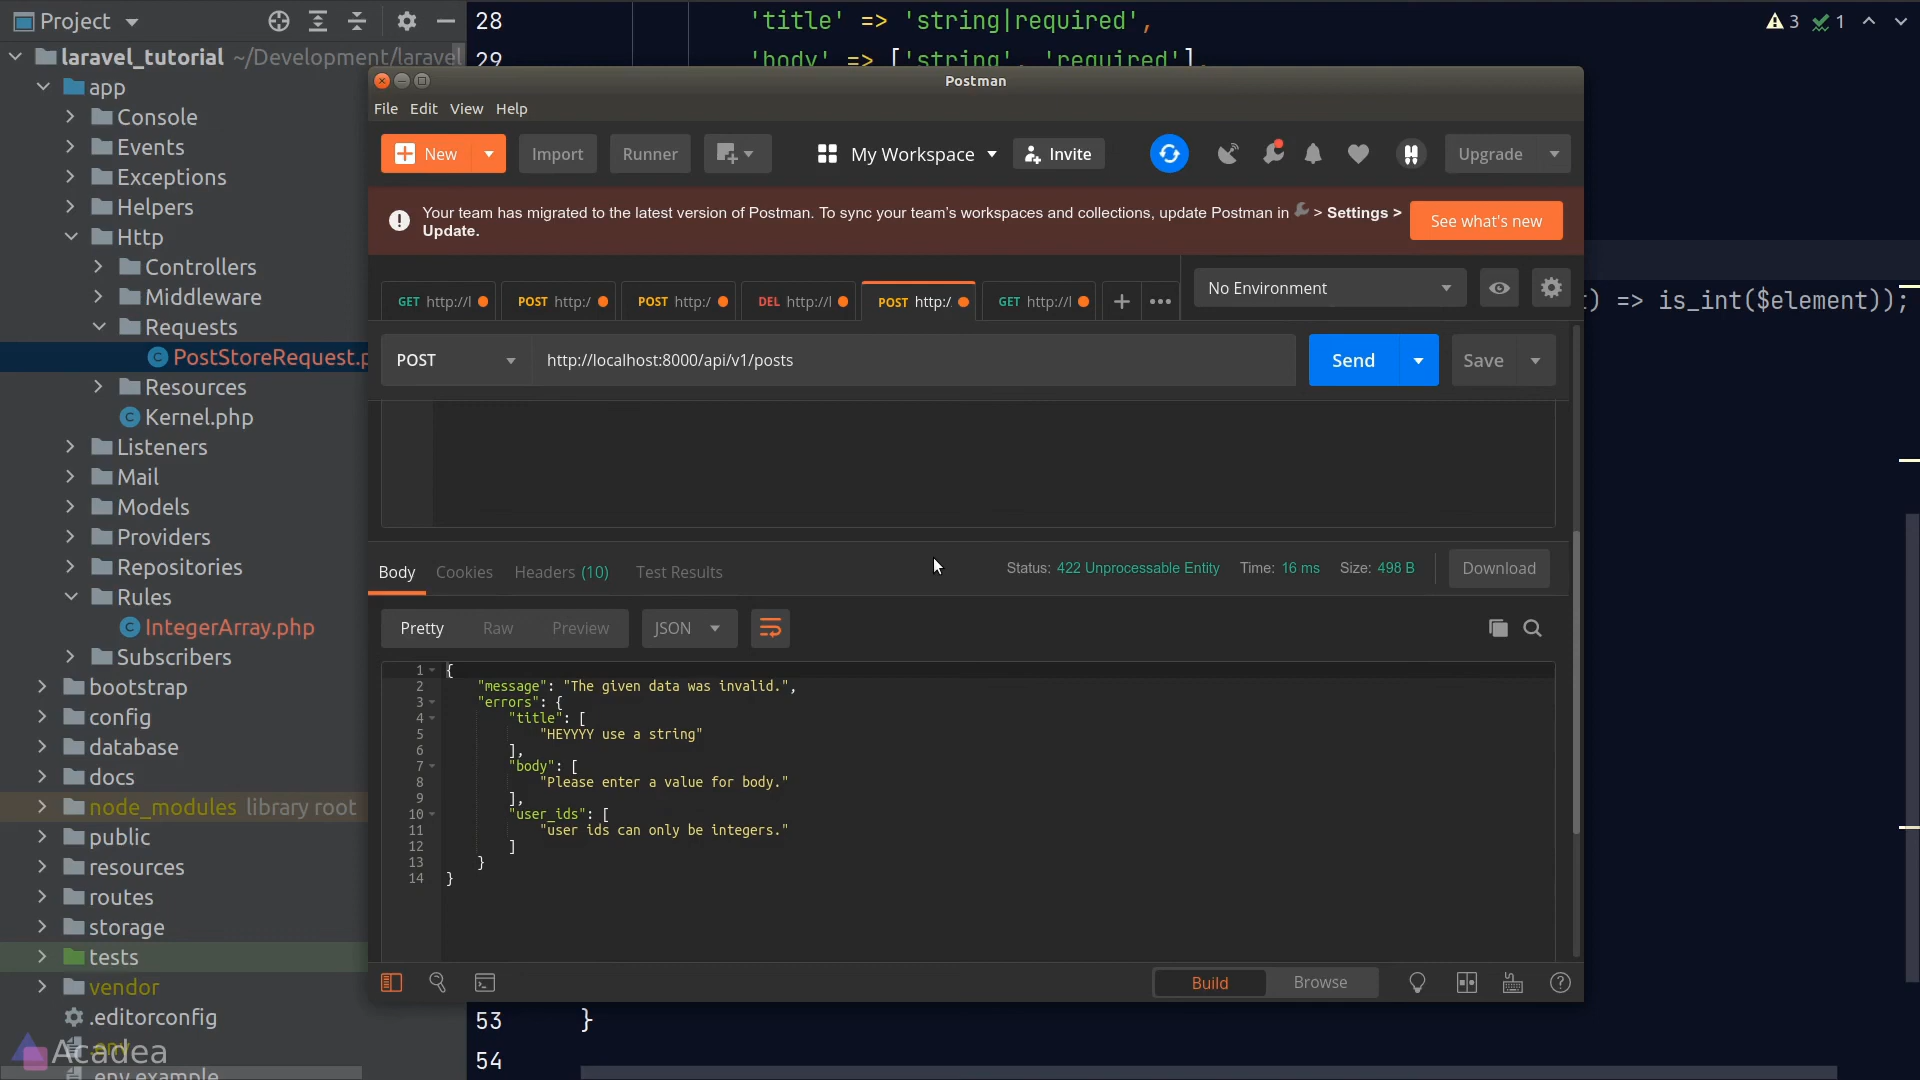 Project
28 'title' => 'string|required',
3 1
laravel_tutorial ~/Development/laravel
29 'body' => ['string', 'required'],
app
Console
Events
Exceptions
Helpers
Http
Controllers
Middleware
Requests
PostStoreRequest.p
Resources
Kernel.php
Listeners
Mail
Models
Providers
Repositories
Rules
IntegerArray.php
Subscribers
bootstrap
config
database
docs
node_modules library root
public
resources
routes
storage
tests
vendor
.editorconfig
.env
.env.example
Acadea
Postman
File Edit View Help
New Import Runner My Workspace Invite Upgrade
Your team has migrated to the latest version of Postman. To sync your team's workspaces and collections, update Postman in > Settings >
Update.
See what's new
GET http://l POST http:/ POST http:/ DEL http://l POST http:/ GET http://l + ••• No Environment
) => is_int($element));
POST http://localhost:8000/api/v1/posts Send Save
Body Cookies Headers (10) Test Results Status: 422 Unprocessable Entity Time: 16 ms Size: 498 B Download
Pretty Raw Preview JSON
1 {
2 "message": "The given data was invalid.",
3 "errors": {
4 "title": [
5 "HEYYYY use a string"
6 ],
7 "body": [
8 "Please enter a value for body."
9 ],
10 "user_ids": [
11 "user ids can only be integers."
12 ]
13 }
14 }
Build Browse
53 }
54